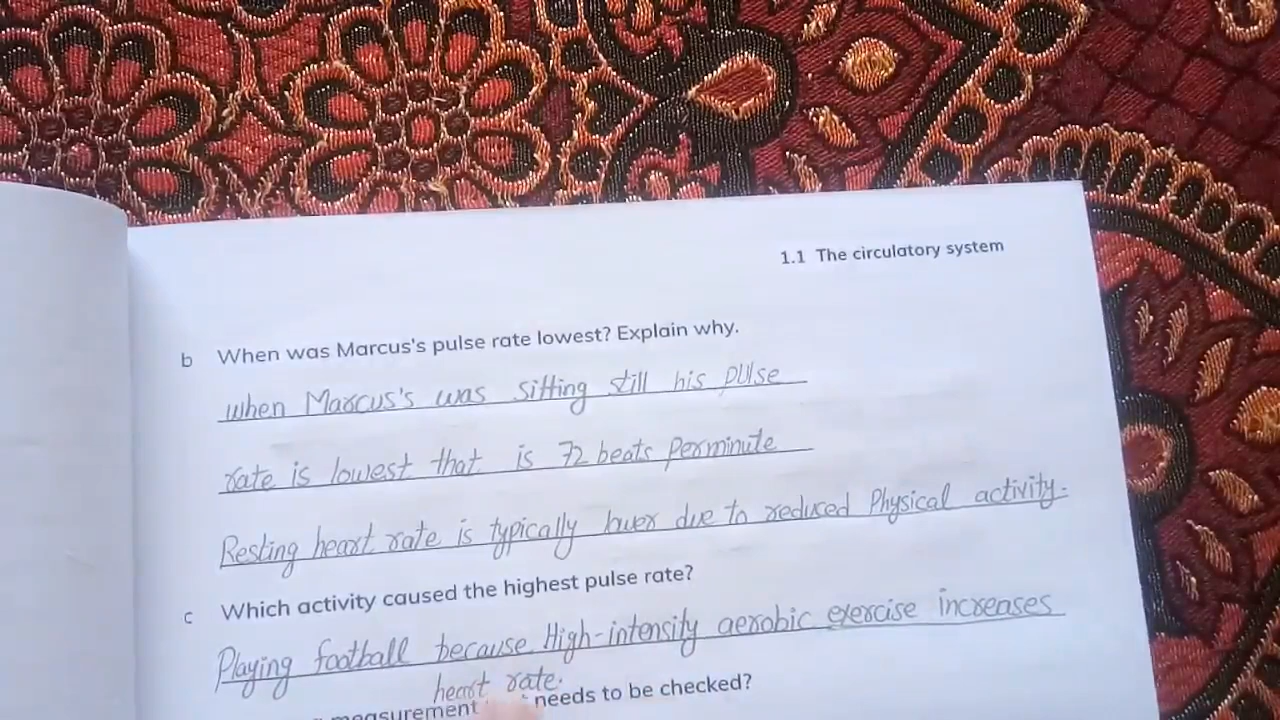 1.1 The circulatory system
b When was Marcus's pulse rate lowest? Explain why.
when Marcus's was sitting still his pulse
rate is lowest that is 72 beats perminute
Resting heart rate is typically lower due to reduced Physical activity.
c Which activity caused the highest pulse rate?
Playing football because High-intensity aerobic exercise increases
heart rate.
measurement needs to be checked?